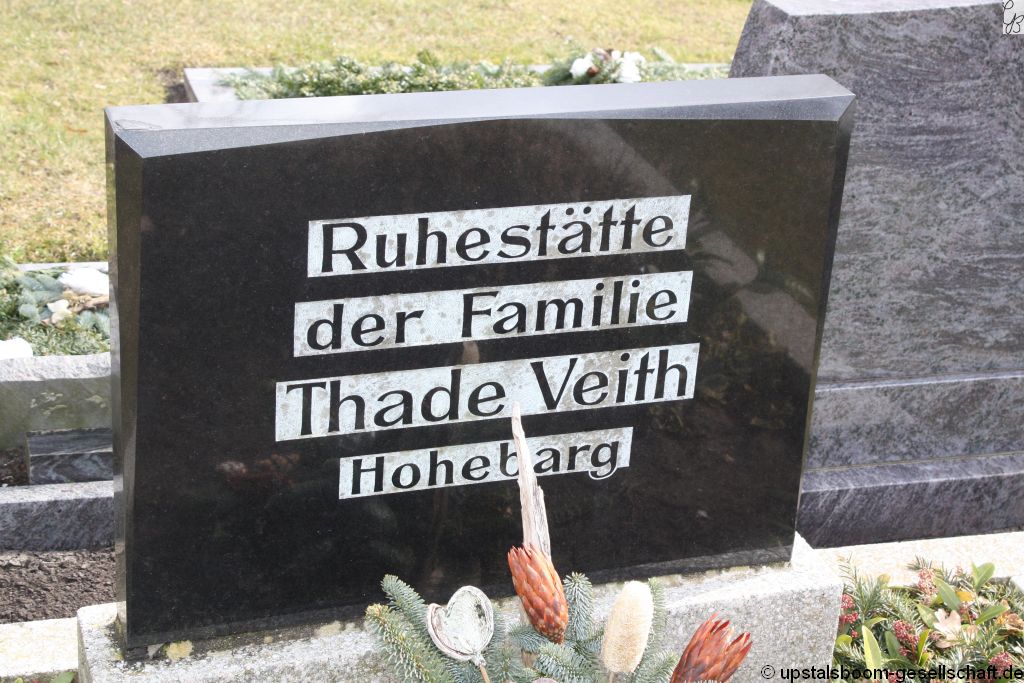 Ruhestätte
der Familie
Thade Veith
Hohebarg
© upstalsboom-gesellschaft.de